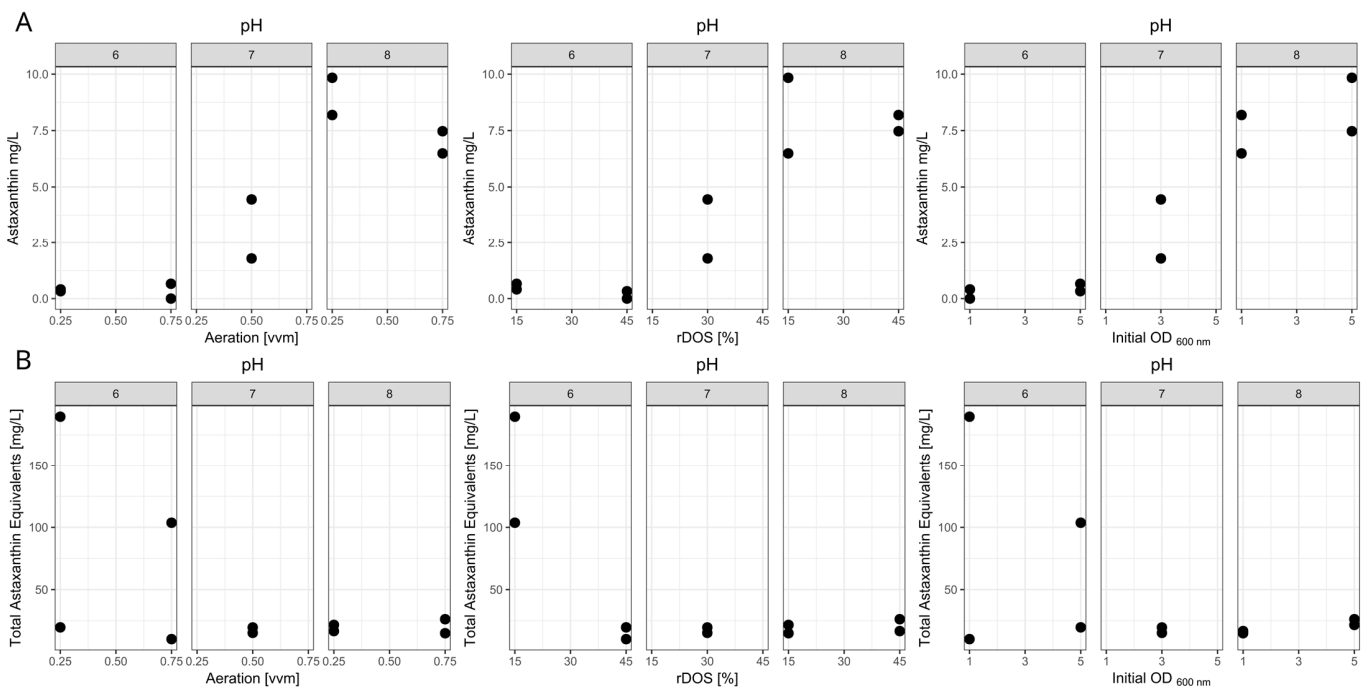 A
pH pH pH
6 7 8 6 7 8 6 7 8
Astaxanthin mg/L
10.0
7.5
5.0
2.5
0.0
0.25 0.50 0.75 0.25 0.50 0.75 0.25 0.50 0.75
Aeration [vvm]
Astaxanthin mg/L
10.0
7.5
5.0
2.5
0.0
15 30 45 15 30 45 15 30 45
rDOS [%]
Astaxanthin mg/L
10.0
7.5
5.0
2.5
0.0
1 3 5 1 3 5 1 3 5
Initial OD 600 nm
B
pH pH pH
6 7 8 6 7 8 6 7 8
Total Astaxanthin Equivalents [mg/L]
150
100
50
0.25 0.50 0.75 0.25 0.50 0.75 0.25 0.50 0.75
Aeration [vvm]
Total Astaxanthin Equivalents [mg/L]
150
100
50
15 30 45 15 30 45 15 30 45
rDOS [%]
Total Astaxanthin Equivalents [mg/L]
150
100
50
1 3 5 1 3 5 1 3 5
Initial OD 600 nm